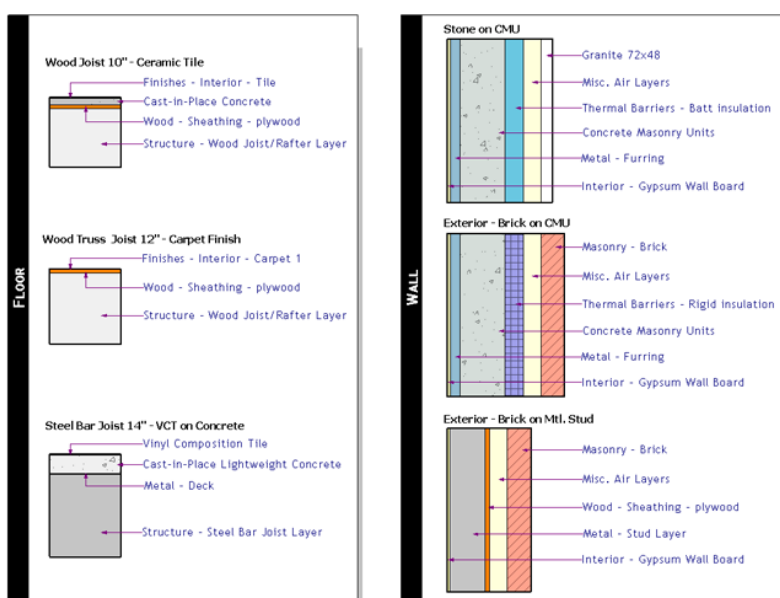 FLOOR
Wood Joist 10" - Ceramic Tile
Finishes - Interior - Tile
Cast-in-Place Concrete
Wood - Sheathing - plywood
Structure - Wood Joist/Rafter Layer
Wood Truss Joist 12" - Carpet Finish
Finishes - Interior - Carpet 1
Wood - Sheathing - plywood
Structure - Wood Joist/Rafter Layer
Steel Bar Joist 14" - VCT on Concrete
Vinyl Composition Tile
Cast-in-Place Lightweight Concrete
Metal - Deck
Structure - Steel Bar Joist Layer
WALL
Stone on CMU
Granite 72x48
Misc. Air Layers
Thermal Barriers - Batt insulation
Concrete Masonry Units
Metal - Furring
Interior - Gypsum Wall Board
Exterior - Brick on CMU
Masonry - Brick
Misc. Air Layers
Thermal Barriers - Rigid insulation
Concrete Masonry Units
Metal - Furring
Interior - Gypsum Wall Board
Exterior - Brick on Mtl. Stud
Masonry - Brick
Misc. Air Layers
Wood - Sheathing - plywood
Metal - Stud Layer
Interior - Gypsum Wall Board